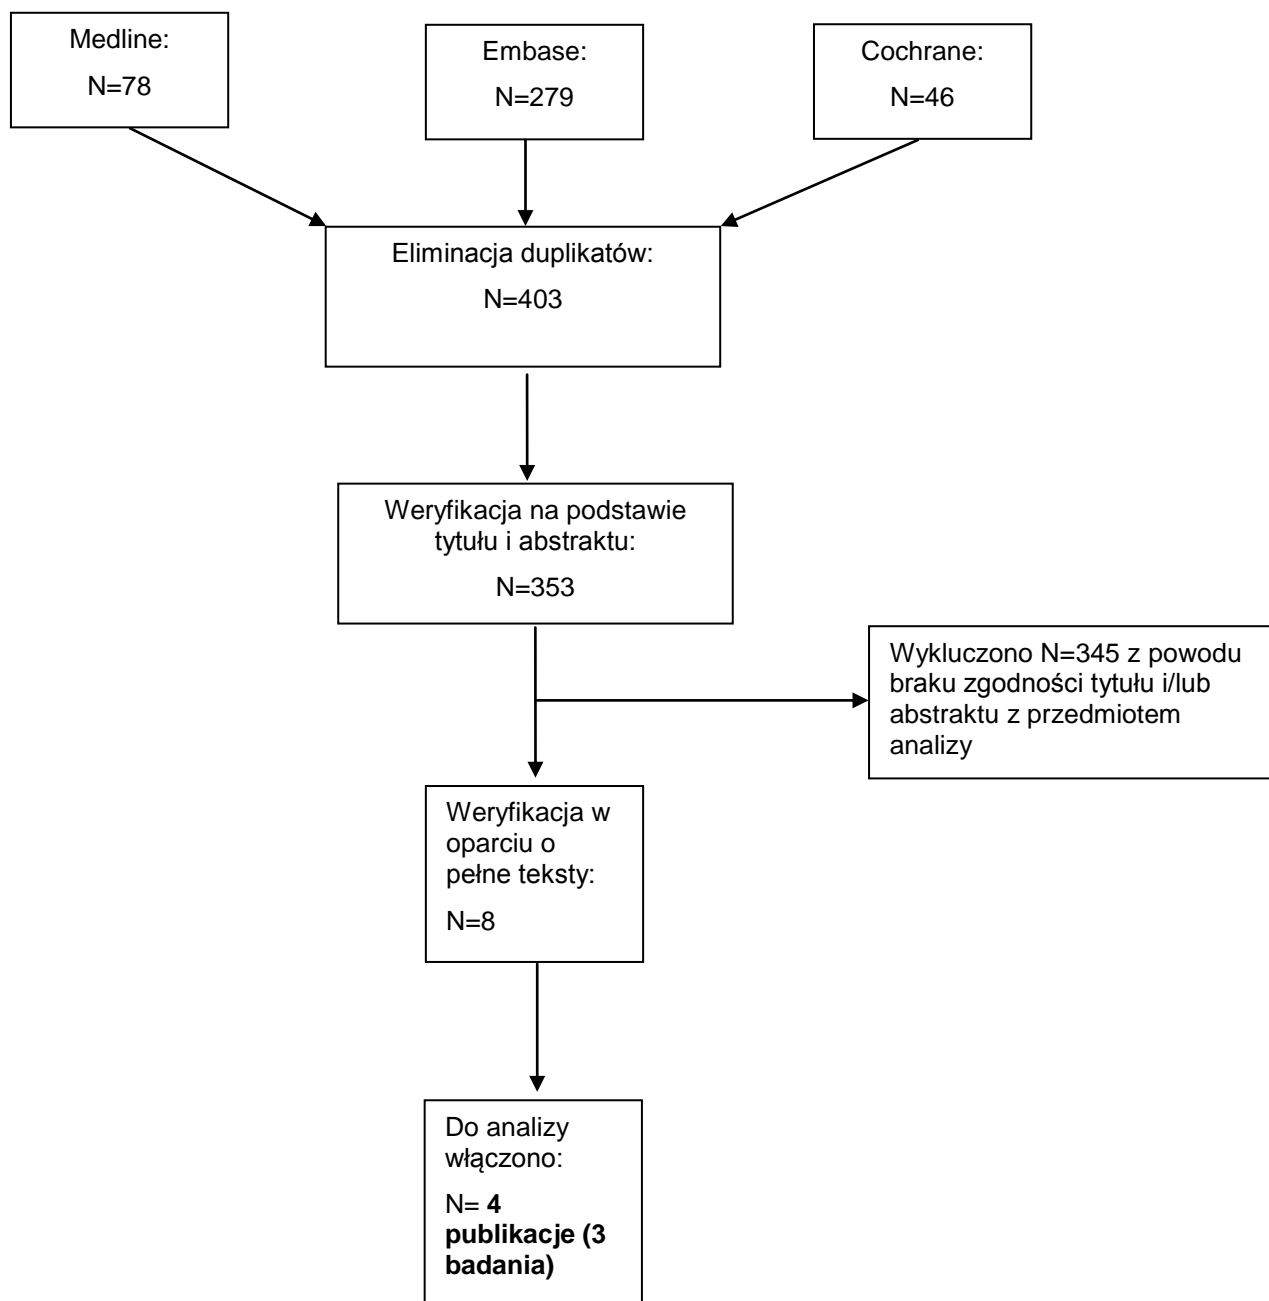 Medline:
N=78
Embase:
N=279
Cochrane:
N=46
Eliminacja duplikatów:
N=403
Weryfikacja na podstawie
tytułu i abstraktu:
N=353
Wykluczono N=345 z powodu
braku zgodności tytułu i/lub
abstraktu z przedmiotem
analizy
Weryfikacja w
oparciu o
pełne teksty:
N=8
Do analizy
włączono:
N= 4
publikacje (3
badania)